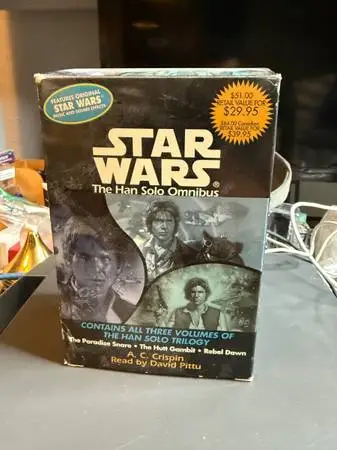 FEATURES ORIGINAL
STAR WARS®
MUSIC AND SOUND EFFECTS
$51.00
RETAIL VALUE FOR
$29.95
$64.00 Canadian
RETAIL VALUE FOR
$39.95
STAR
WARS®
The Han Solo Omnibus
CONTAINS ALL THREE VOLUMES OF
THE HAN SOLO TRILOGY
The Paradise Snare • The Hutt Gambit • Rebel Dawn
A. C. Crispin
Read by David Pittu